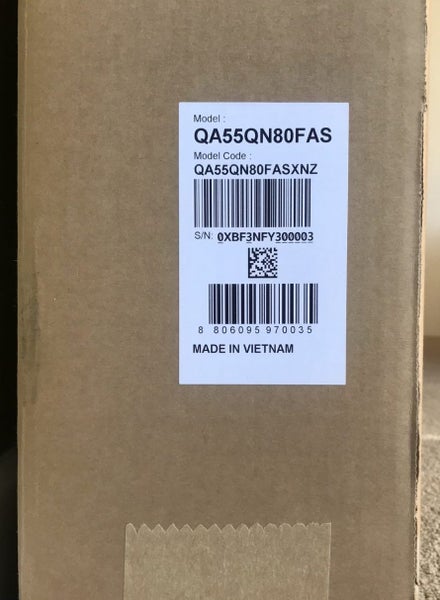 Model :
QA55QN80FAS
Model Code :
QA55QN80FASXNZ
S/N: 0XBF3NFY300003
8 806095 970035
MADE IN VIETNAM